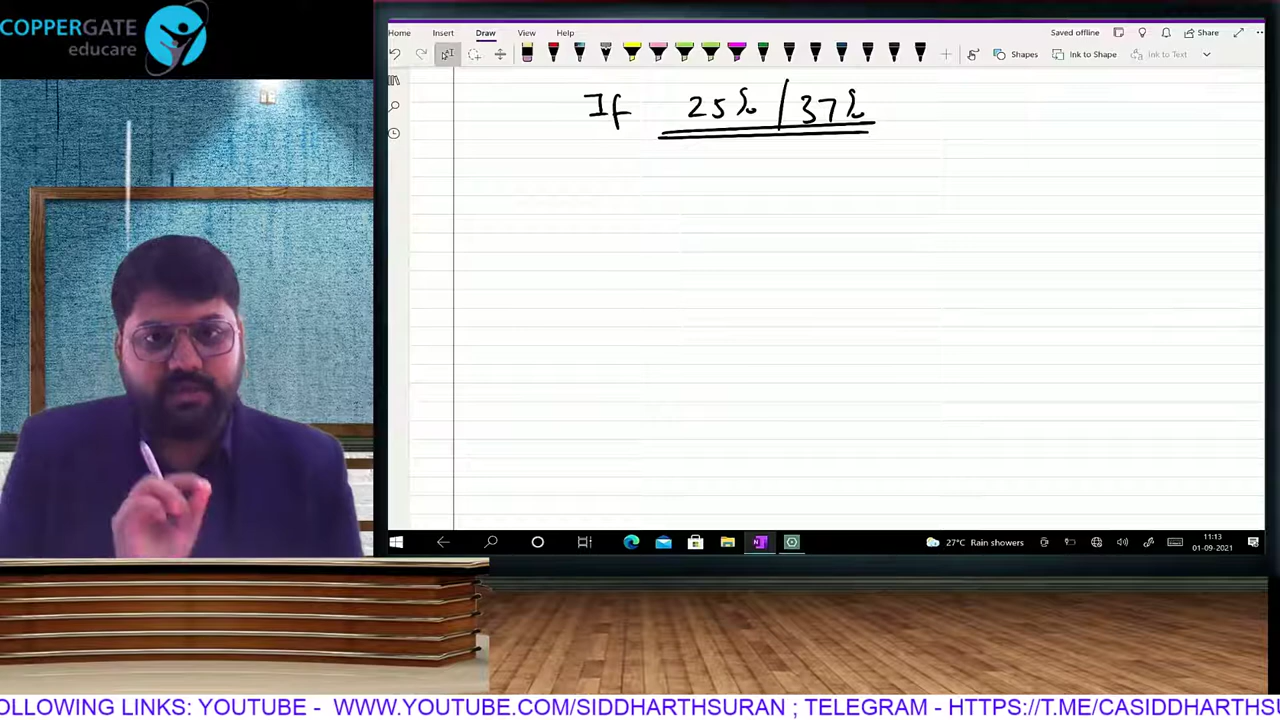 COPPERGATE
educare
Home Insert Draw View Help
Saved offline
Share
Shapes
Ink to Shape
Ink to Text
If 25% / 37%
27°C Rain showers
11:13
01-09-2021
OLLOWING LINKS: YOUTUBE - WWW.YOUTUBE.COM/SIDDHARTHSURAN ; TELEGRAM - HTTPS://T.ME/CASIDDHARTHSU